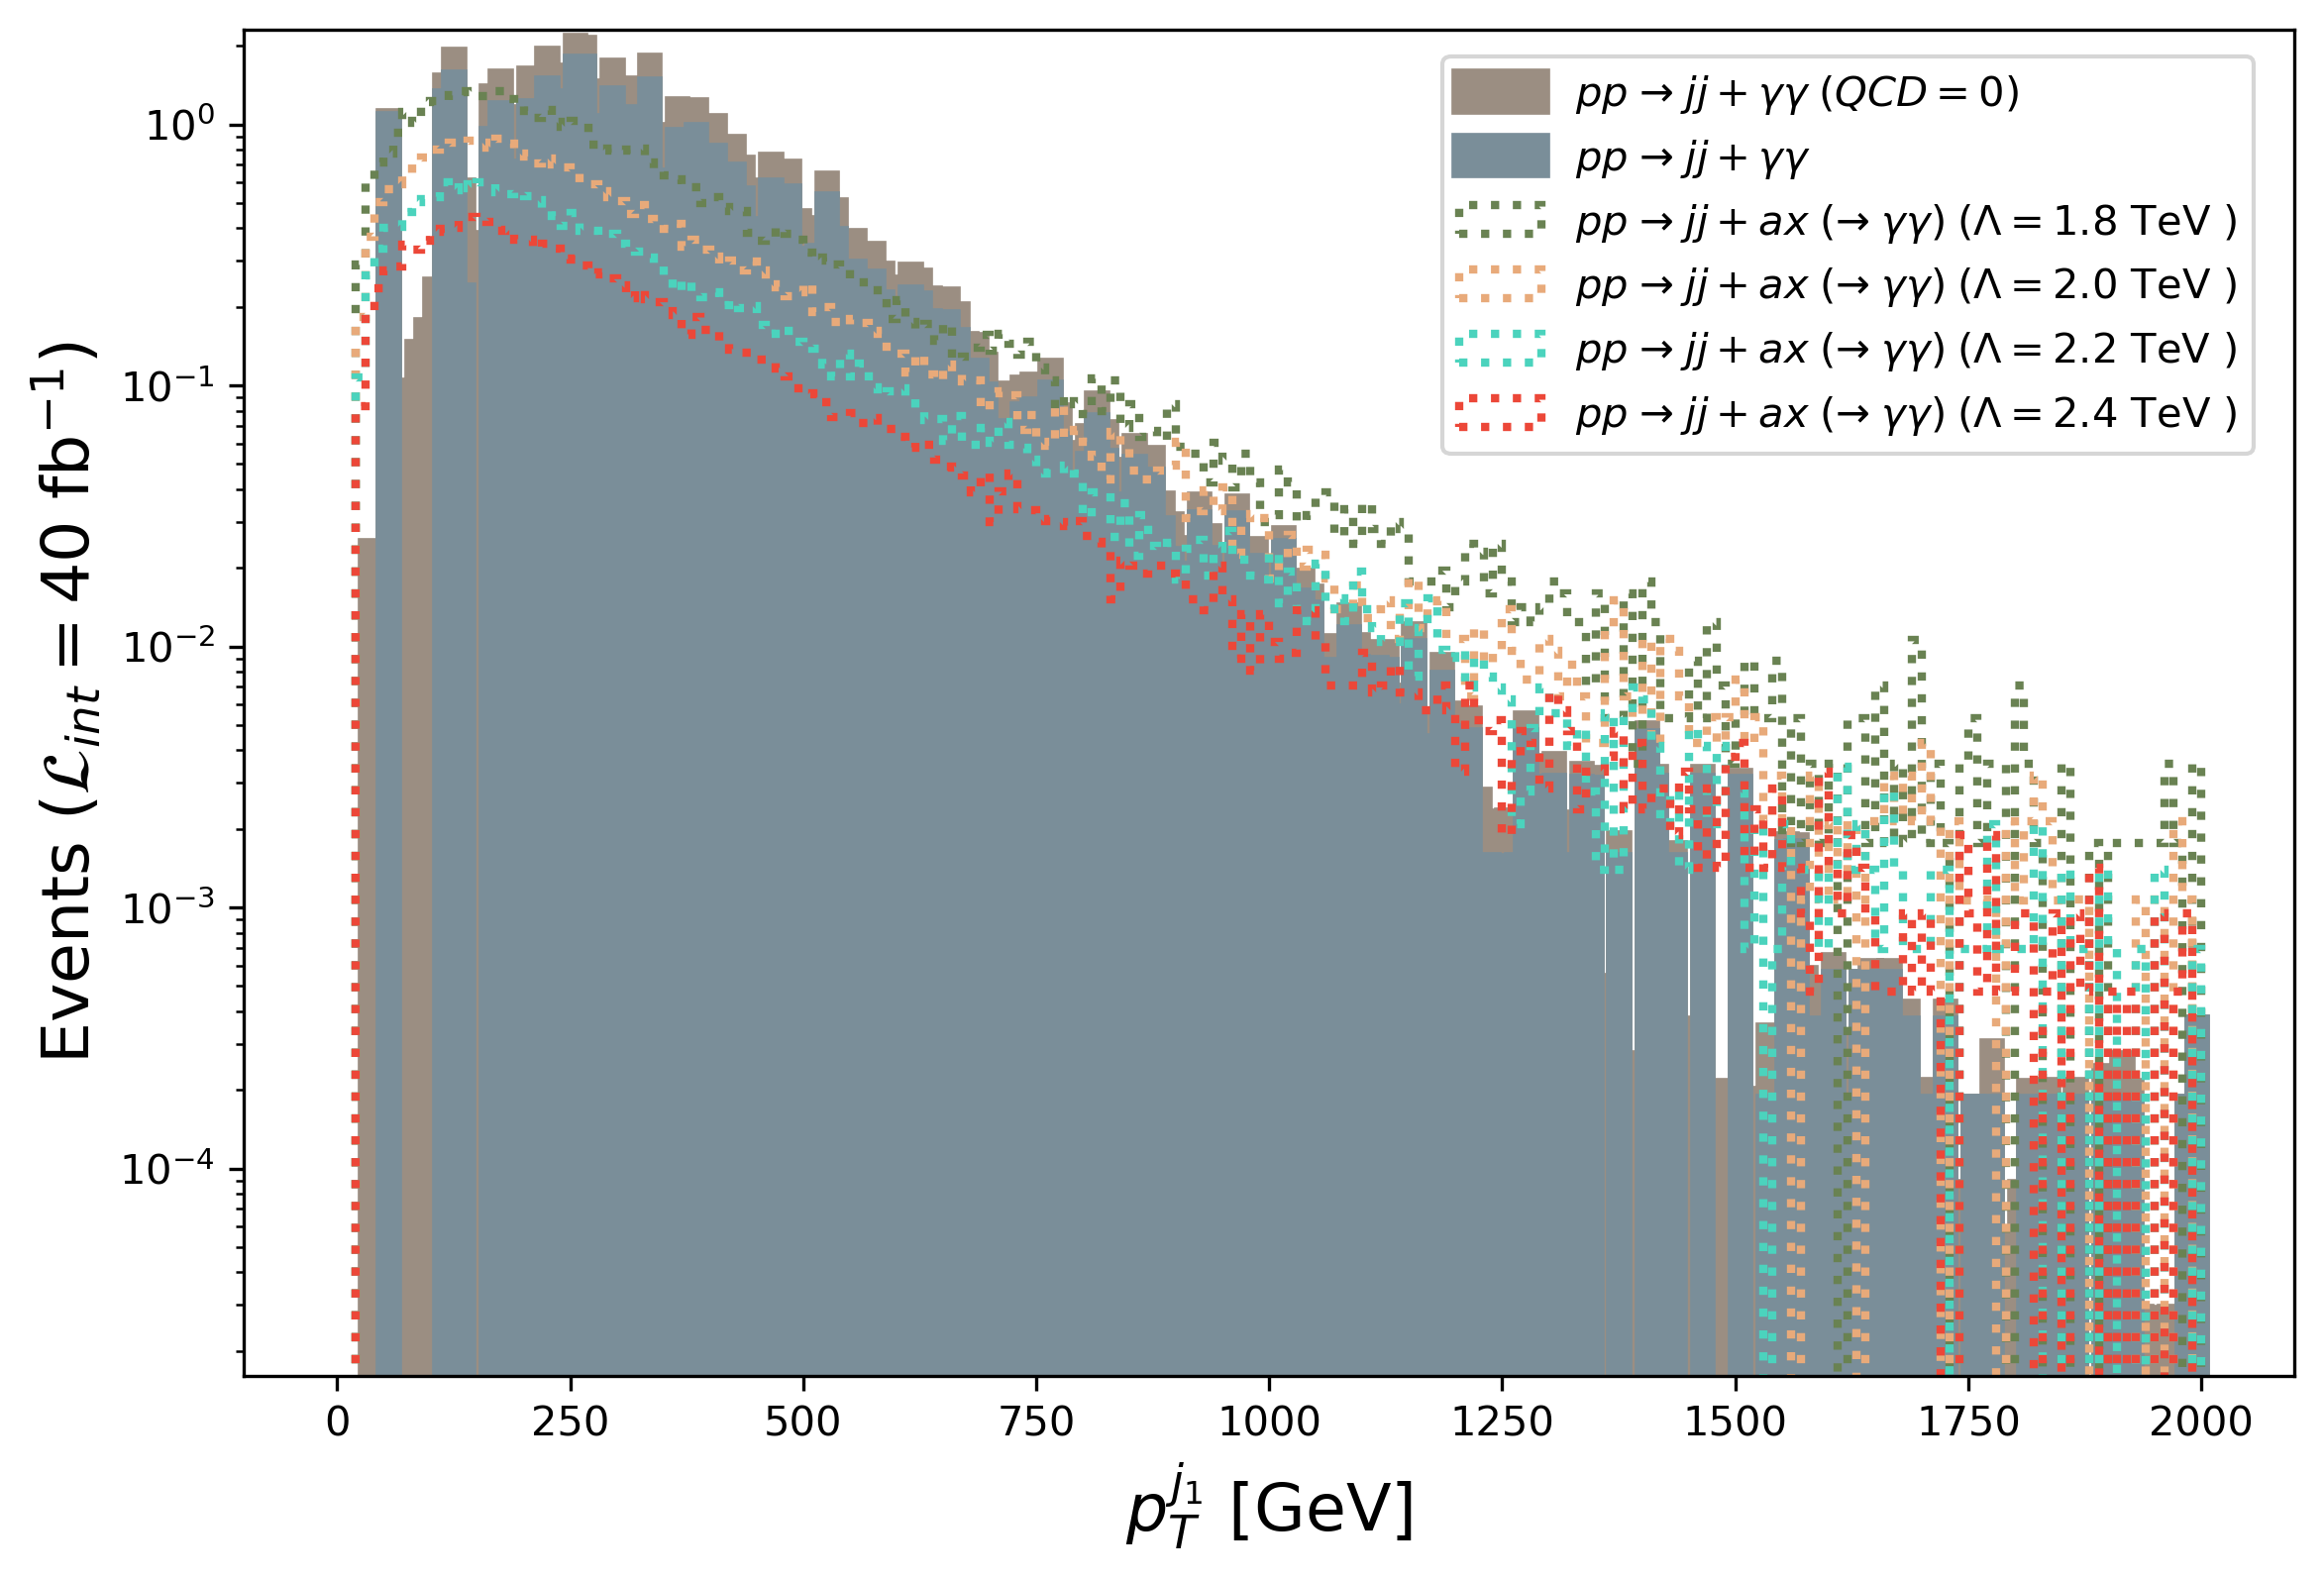 Events (ℒ_int = 40 fb⁻¹)
10⁰
10⁻¹
10⁻²
10⁻³
10⁻⁴
pp → jj + γγ (QCD = 0)
pp → jj + γγ
pp → jj + ax (→ γγ) (Λ = 1.8 TeV )
pp → jj + ax (→ γγ) (Λ = 2.0 TeV )
pp → jj + ax (→ γγ) (Λ = 2.2 TeV )
pp → jj + ax (→ γγ) (Λ = 2.4 TeV )
0 250 500 750 1000 1250 1500 1750 2000
p_T^{j_1} [GeV]